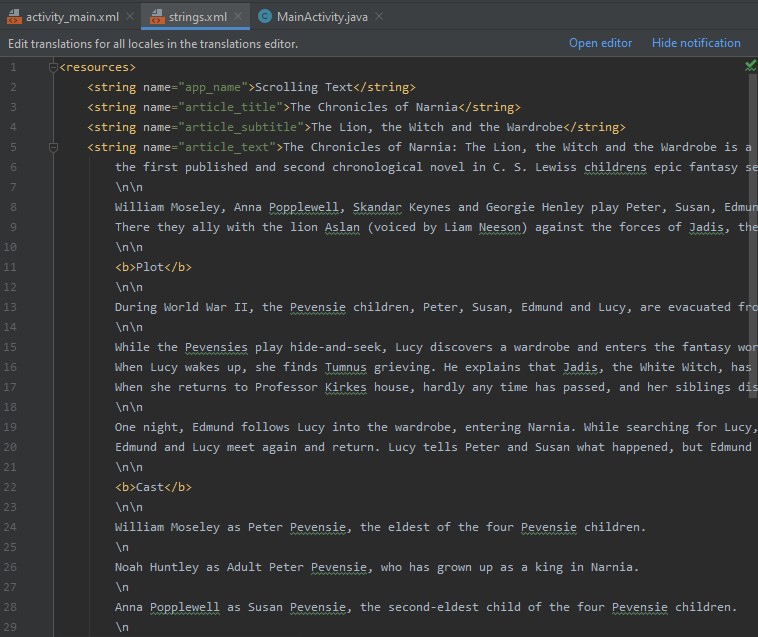 activity_main.xml strings.xml MainActivity.java
Edit translations for all locales in the translations editor. Open editor Hide notification
1 <resources>
2 <string name="app_name">Scrolling Text</string>
3 <string name="article_title">The Chronicles of Narnia</string>
4 <string name="article_subtitle">The Lion, the Witch and the Wardrobe</string>
5 <string name="article_text">The Chronicles of Narnia: The Lion, the Witch and the Wardrobe is a
6 the first published and second chronological novel in C. S. Lewiss childrens epic fantasy se
7 \n\n
8 William Moseley, Anna Popplewell, Skandar Keynes and Georgie Henley play Peter, Susan, Edmun
9 There they ally with the lion Aslan (voiced by Liam Neeson) against the forces of Jadis, the
10 \n\n
11 <b>Plot</b>
12 \n\n
13 During World War II, the Pevensie children, Peter, Susan, Edmund and Lucy, are evacuated fro
14 \n\n
15 While the Pevensies play hide-and-seek, Lucy discovers a wardrobe and enters the fantasy wor
16 When Lucy wakes up, she finds Tumnus grieving. He explains that Jadis, the White Witch, has
17 When she returns to Professor Kirkes house, hardly any time has passed, and her siblings dis
18 \n\n
19 One night, Edmund follows Lucy into the wardrobe, entering Narnia. While searching for Lucy,
20 Edmund and Lucy meet again and return. Lucy tells Peter and Susan what happened, but Edmund
21 \n\n
22 <b>Cast</b>
23 \n\n
24 William Moseley as Peter Pevensie, the eldest of the four Pevensie children.
25 \n
26 Noah Huntley as Adult Peter Pevensie, who has grown up as a king in Narnia.
27 \n
28 Anna Popplewell as Susan Pevensie, the second-eldest child of the four Pevensie children.
29 \n